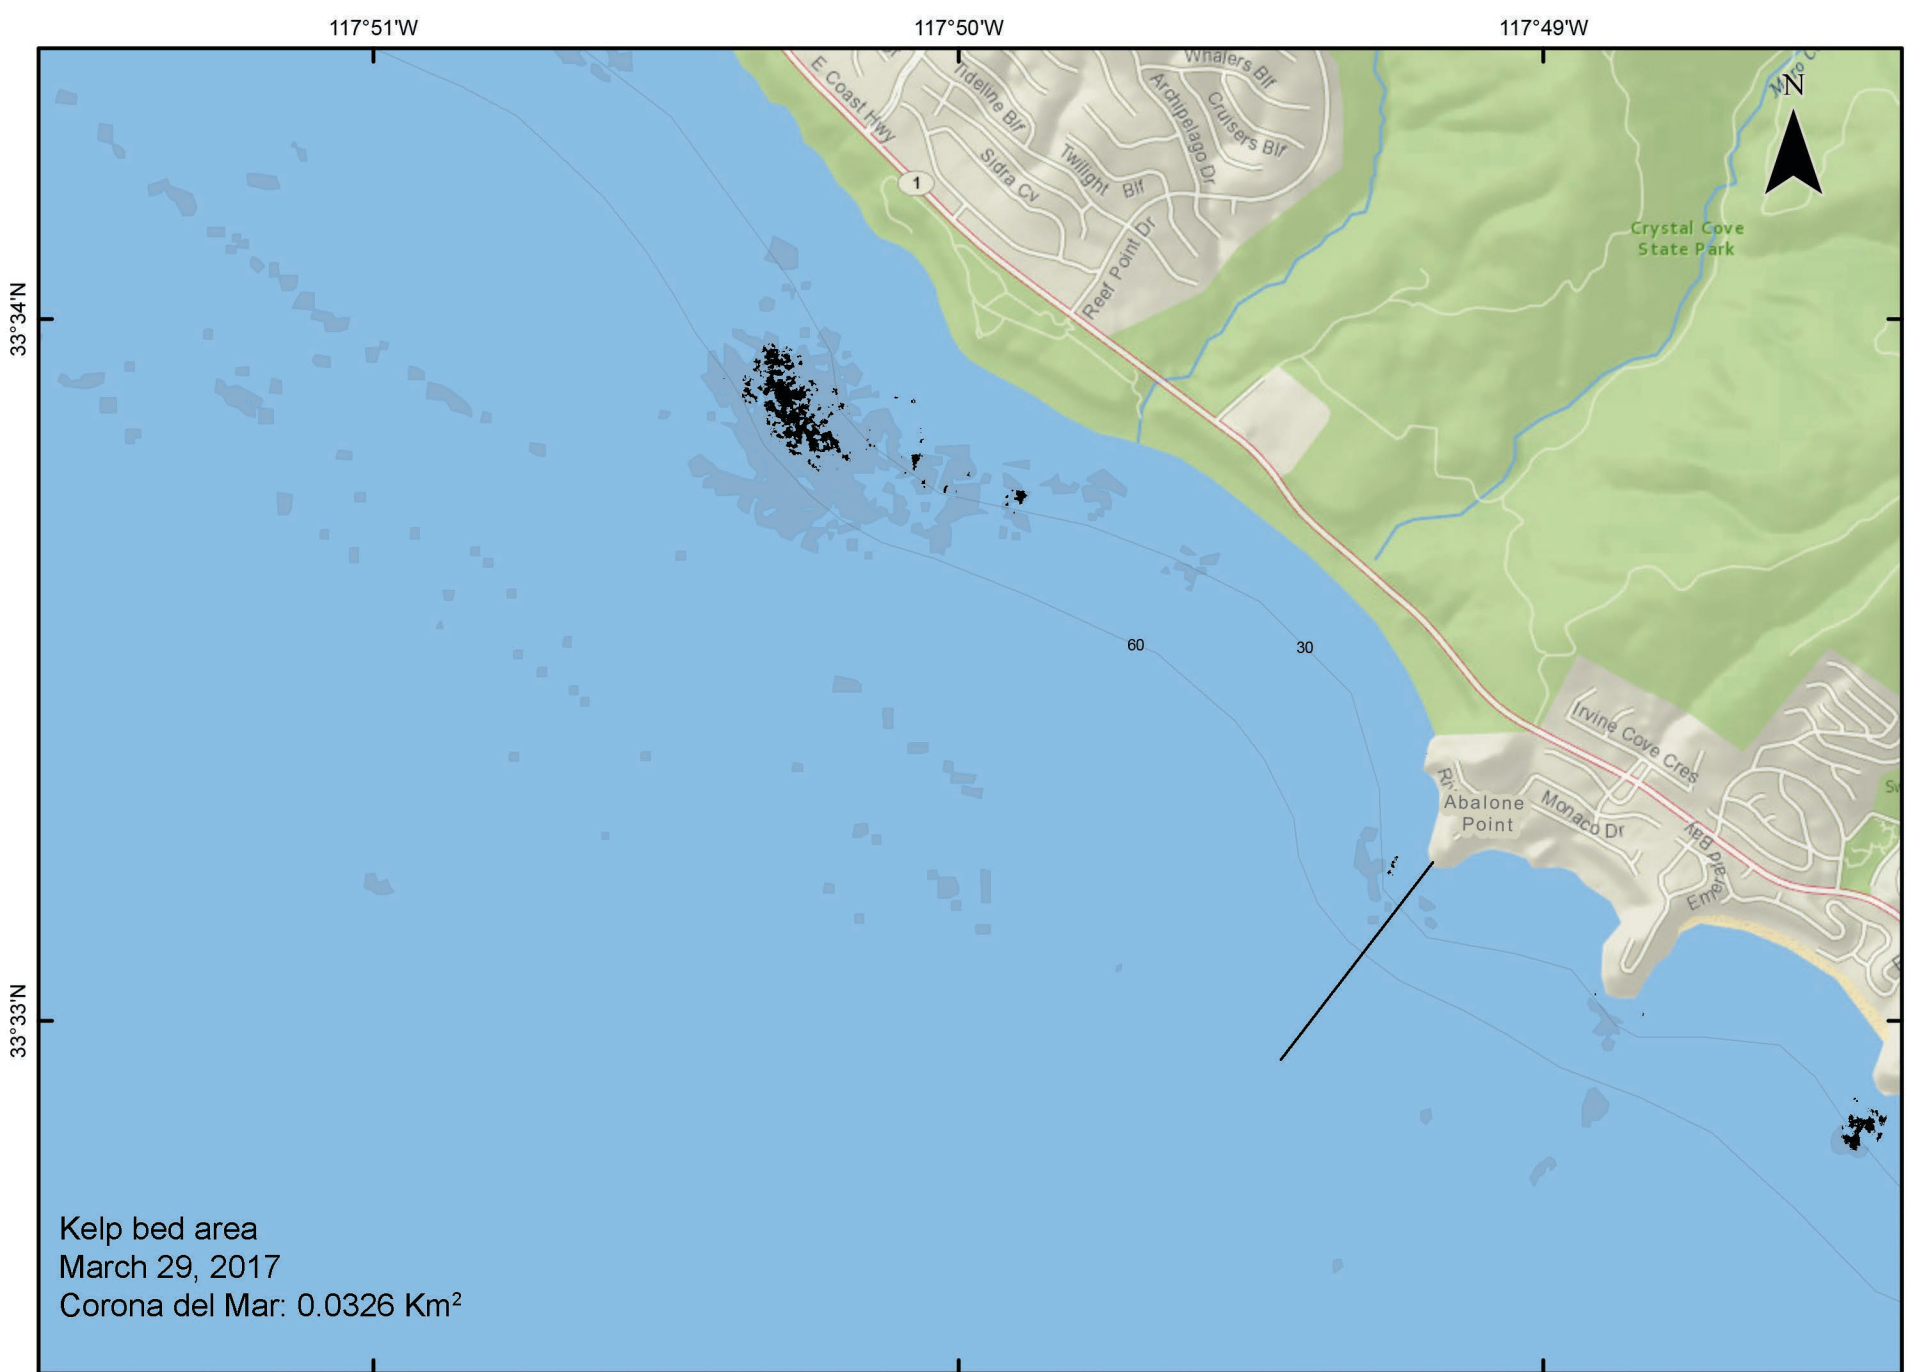 117°51'W
117°50'W
117°49'W
33°34'N
33°33'N
N
E Coast Hwy
Tideline Blf
Whalers Blf
Archipelago Dr
Cruisers Blf
Twilight Blf
Sidra Cv
1
Reef Point Dr
Crystal Cove
State Park
60
30
Irvine Cove Cres
Abalone
Point
Monaco Dr
Emerald Bay
Kelp bed area
March 29, 2017
Corona del Mar: 0.0326 Km²